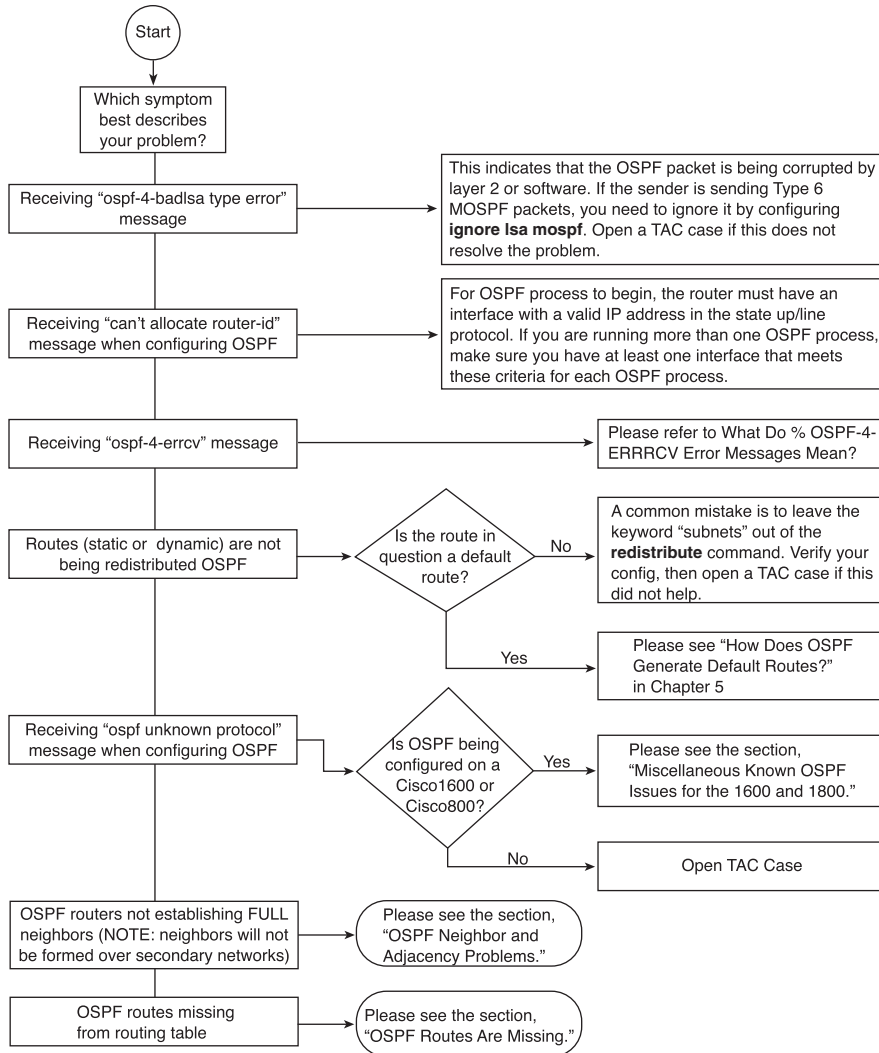 Start
Which symptom
best describes
your problem?
Receiving “ospf-4-badlsa type error”
message
This indicates that the OSPF packet is being corrupted by
layer 2 or software. If the sender is sending Type 6
MOSPF packets, you need to ignore it by configuring
ignore lsa mospf. Open a TAC case if this does not
resolve the problem.
Receiving “can’t allocate router-id”
message when configuring OSPF
For OSPF process to begin, the router must have an
interface with a valid IP address in the state up/line
protocol. If you are running more than one OSPF process,
make sure you have at least one interface that meets
these criteria for each OSPF process.
Receiving “ospf-4-errcv” message
Please refer to What Do % OSPF-4-
ERRRCV Error Messages Mean?
Routes (static or dynamic) are not
being redistributed OSPF
Is the route in
question a default
route?
No
A common mistake is to leave the
keyword “subnets” out of the
redistribute command. Verify your
config, then open a TAC case if this
did not help.
Yes
Please see “How Does OSPF
Generate Default Routes?”
in Chapter 5
Receiving “ospf unknown protocol”
message when configuring OSPF
Is OSPF being
configured on a
Cisco1600 or
Cisco800?
Yes
Please see the section,
“Miscellaneous Known OSPF
Issues for the 1600 and 1800.”
No
Open TAC Case
OSPF routers not establishing FULL
neighbors (NOTE: neighbors will not
be formed over secondary networks)
Please see the section,
“OSPF Neighbor and
Adjacency Problems.”
OSPF routes missing
from routing table
Please see the section,
“OSPF Routes Are Missing.”